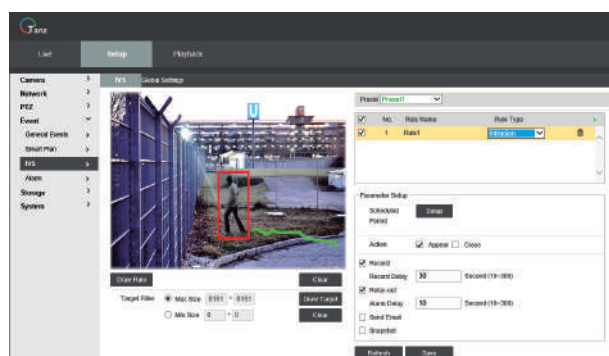 Tans
Live
Setup
Playback
Camera
Network
PTZ
Event
General Events
Smart Plan
IVS
Alarm
Storage
System
IVS
Global Settings
U
Draw Rule
Clear
Target Filter
Max Size 8191 * 8191
Draw Target
Min Size 0 * 0
Clear
Preset Preset1
No. Rule Name Rule Type
1 Rule1 Intrusion
Parameter Setup
Scheduled Period
Setup
Action
Appear
Cross
Record
Record Delay 30 Second (10~300)
Relay-out
Alarm Delay 10 Second (10~300)
Send Email
Snapshot
Refresh
Save